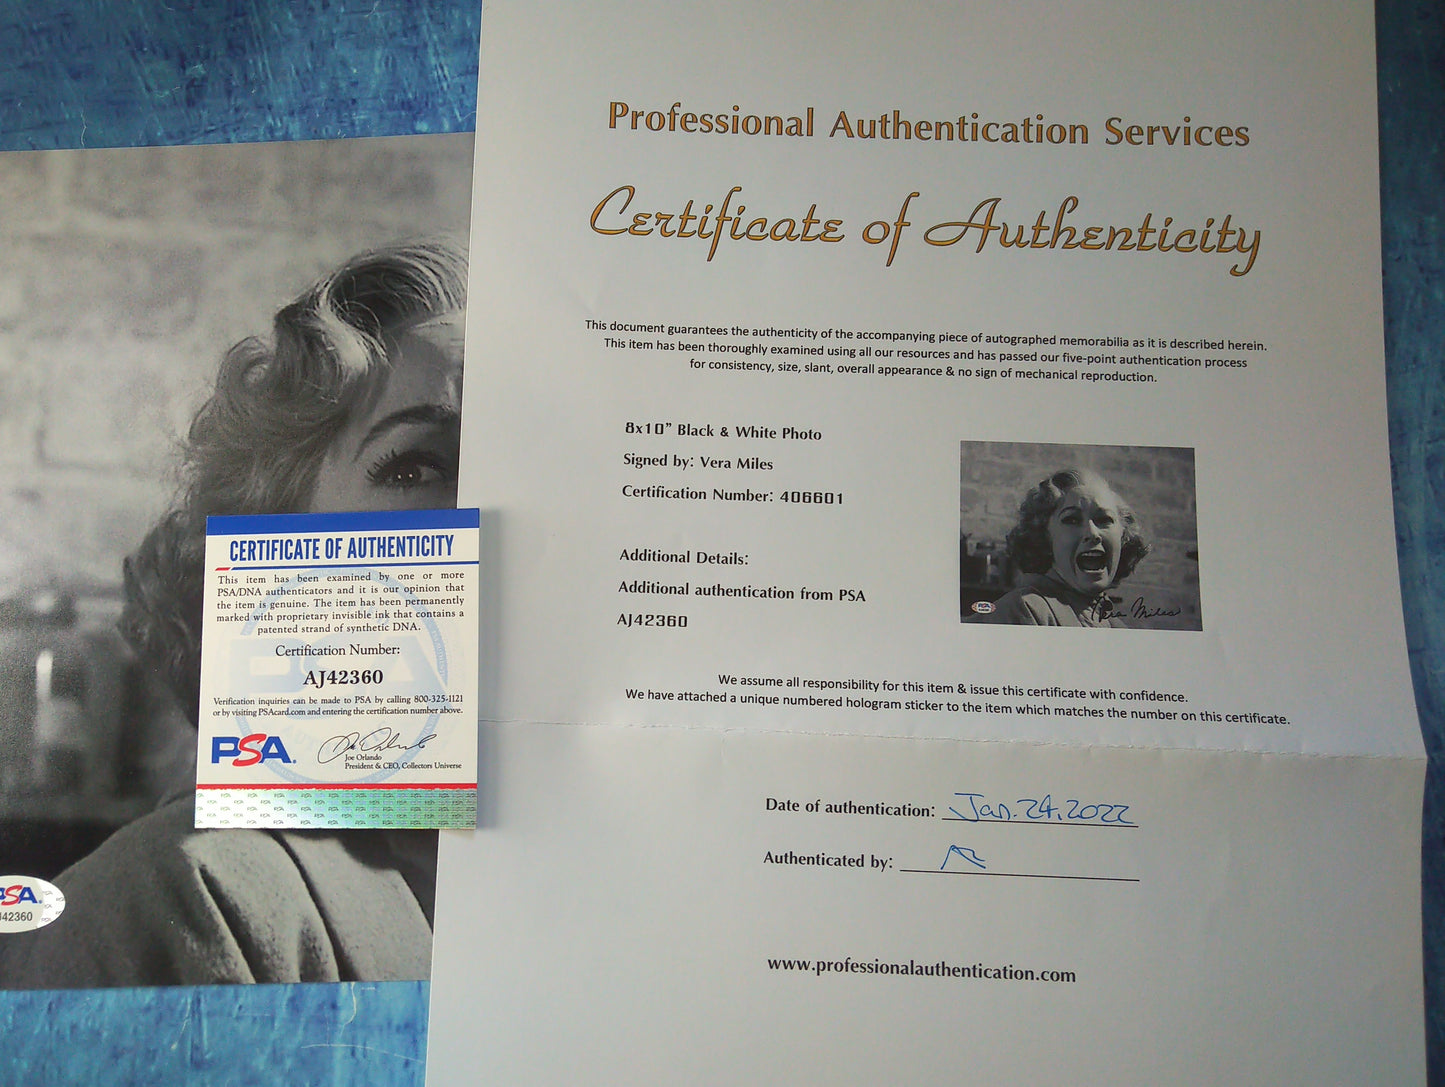 Professional Authentication Services
Certificate of Authenticity
This document guarantees the authenticity of the accompanying piece of autographed memorabilia as it is described herein.
This item has been thoroughly examined using all our resources and has passed our five-point authentication process
for consistency, size, slant, overall appearance & no sign of mechanical reproduction.
8x10” Black & White Photo
Signed by: Vera Miles
Certification Number: 406601
Additional Details:
Additional authentication from PSA
AJ42360
Vera Miles
We assume all responsibility for this item & issue this certificate with confidence.
We have attached a unique numbered hologram sticker to the item which matches the number on this certificate.
Date of authentication: Jan. 24. 2022
Authenticated by:
www.professionalauthentication.com
CERTIFICATE OF AUTHENTICITY
This item has been examined by one or more
PSA/DNA authenticators and it is our opinion that
the item is genuine. The item has been permanently
marked with proprietary invisible ink that contains a
patented strand of synthetic DNA.
Certification Number:
AJ42360
Verification inquiries can be made to PSA by calling 800-325-1121
or by visiting PSAcard.com and entering the certification number above.
PSA.
Joe Orlando
President & CEO, Collectors Universe
PSA.
J42360